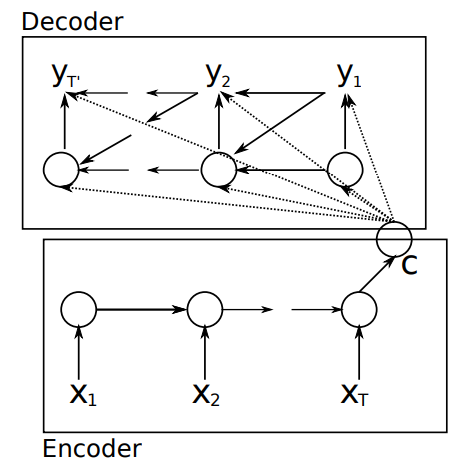 Decoder
y_T' y_2 y_1
c
x_1 x_2 x_T
Encoder